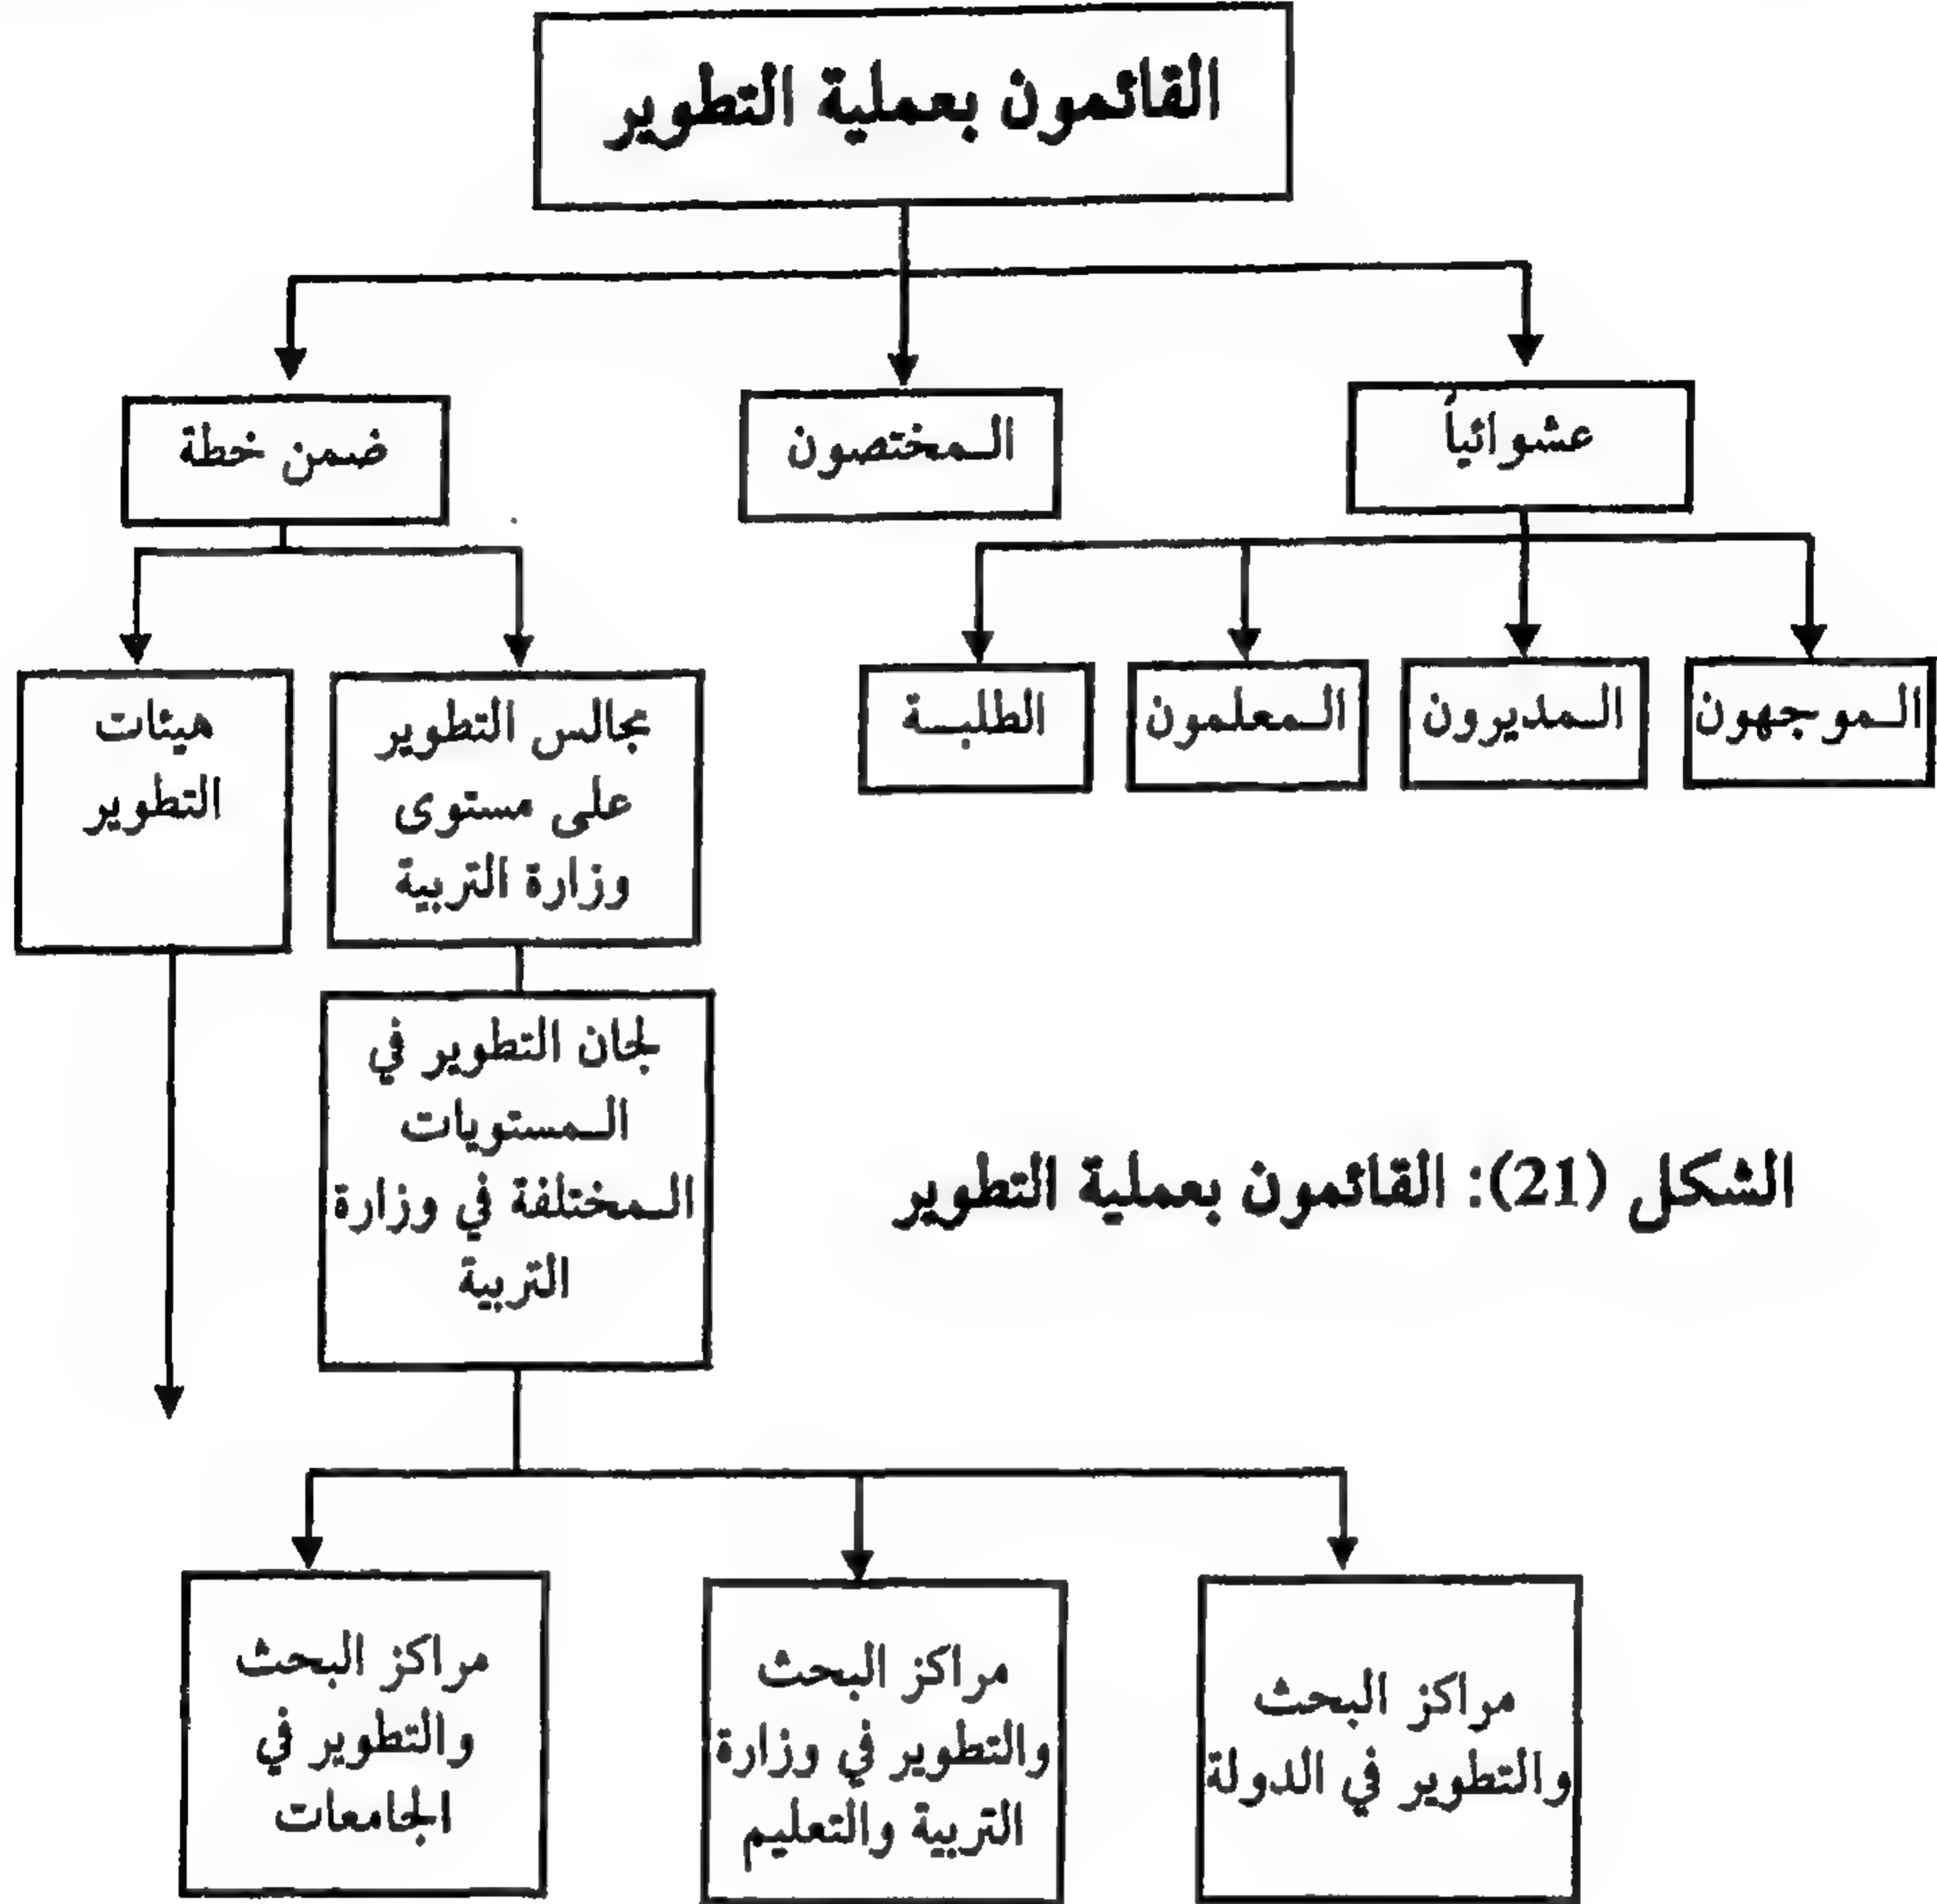 القائمون بعملية التطوير
عشوائياً
المختصون
ضمن خطة
الموجهون
المديرون
المعلمون
الطلبة
مجالس التطوير
على مستوى
وزارة التربية
هيئات
التطوير
لجان التطوير في
المستويات
المختلفة في وزارة
التربية
الشكل (21): القائمون بعملية التطوير
مراكز البحث
والتطوير في الدولة
مراكز البحث
والتطوير في وزارة
التربية والتعليم
مراكز البحث
والتطوير في
الجامعات